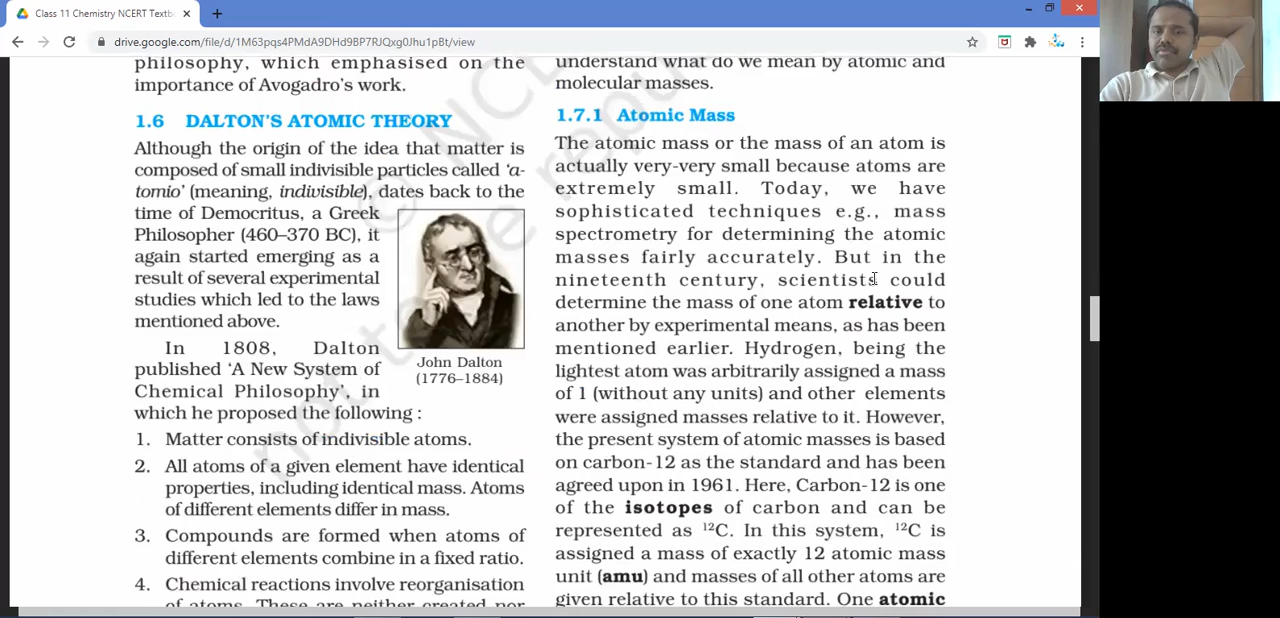 Class 11 Chemistry NCERT Textb
drive.google.com/file/d/1M63pqs4PMdA9DHd9BP7RJQxg0Jhu1pBt/view
philosophy, which emphasised on the
importance of Avogadro's work.
1.6 DALTON'S ATOMIC THEORY
Although the origin of the idea that matter is
composed of small indivisible particles called 'a-
tomio' (meaning, indivisible), dates back to the
time of Democritus, a Greek
Philosopher (460–370 BC), it
again started emerging as a
result of several experimental
studies which led to the laws
mentioned above.
In 1808, Dalton
published 'A New System of
Chemical Philosophy', in
which he proposed the following :
John Dalton
(1776–1884)
1. Matter consists of indivisible atoms.
2. All atoms of a given element have identical
properties, including identical mass. Atoms
of different elements differ in mass.
3. Compounds are formed when atoms of
different elements combine in a fixed ratio.
4. Chemical reactions involve reorganisation
of atoms. These are neither created nor
understand what do we mean by atomic and
molecular masses.
1.7.1 Atomic Mass
The atomic mass or the mass of an atom is
actually very-very small because atoms are
extremely small. Today, we have
sophisticated techniques e.g., mass
spectrometry for determining the atomic
masses fairly accurately. But in the
nineteenth century, scientists could
determine the mass of one atom relative to
another by experimental means, as has been
mentioned earlier. Hydrogen, being the
lightest atom was arbitrarily assigned a mass
of 1 (without any units) and other elements
were assigned masses relative to it. However,
the present system of atomic masses is based
on carbon-12 as the standard and has been
agreed upon in 1961. Here, Carbon-12 is one
of the isotopes of carbon and can be
represented as ¹²C. In this system, ¹²C is
assigned a mass of exactly 12 atomic mass
unit (amu) and masses of all other atoms are
given relative to this standard. One atomic
© NC
not to be repu